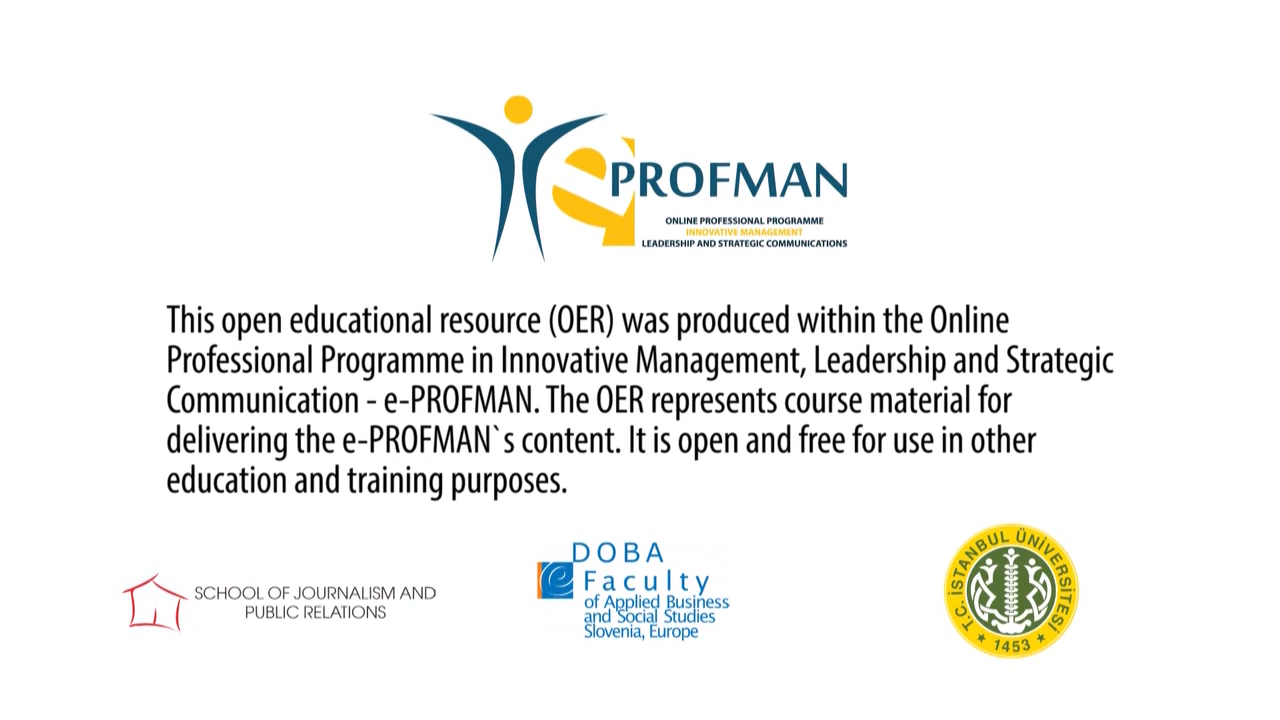 ePROFMAN
ONLINE PROFESSIONAL PROGRAMME
INNOVATIVE MANAGEMENT
LEADERSHIP AND STRATEGIC COMMUNICATIONS
This open educational resource (OER) was produced within the Online
Professional Programme in Innovative Management, Leadership and Strategic
Communication - e-PROFMAN. The OER represents course material for
delivering the e-PROFMAN`s content. It is open and free for use in other
education and training purposes.
SCHOOL OF JOURNALISM AND
PUBLIC RELATIONS
DOBA
Faculty
of Applied Business
and Social Studies
Slovenia, Europe
T.C. İSTANBUL ÜNİVERSİTESİ
1453